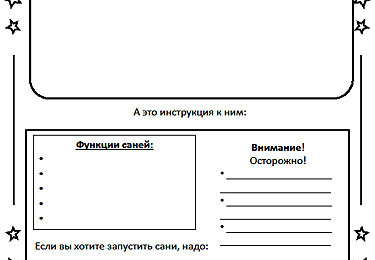 А это инструкция к ним:
Функции саней:
Внимание!
Осторожно!
Если вы хотите запустить сани, надо: